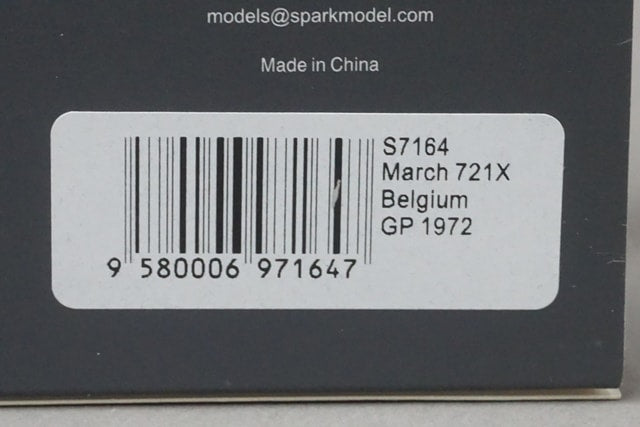 models@sparkmodel.com
Made in China
S7164
March 721X
Belgium
GP 1972
9 580006 971647